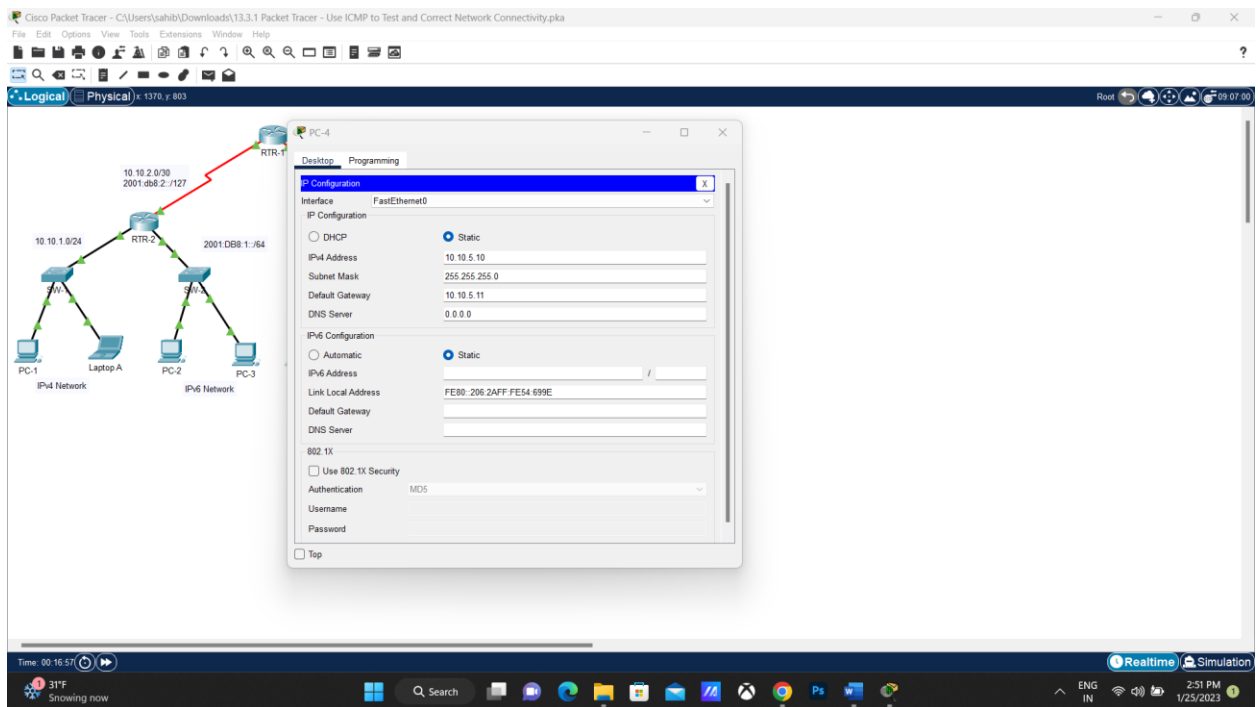 Cisco Packet Tracer - C:\Users\sahib\Downloads\13.3.1 Packet Tracer - Use ICMP to Test and Correct Network Connectivity.pka
File Edit Options View Tools Extensions Window Help
?
Logical Physical x: 1370, y: 803
Root 09:07:00
RTR-1
10.10.2.0/30
2001:db8:2::/127
RTR-2
10.10.1.0/24
2001:DB8:1::/64
SW-1
SW-2
PC-1
Laptop A
PC-2
PC-3
IPv4 Network
IPv6 Network
PC-4
Desktop Programming
IP Configuration X
Interface FastEthernet0
IP Configuration
DHCP Static
IPv4 Address 10.10.5.10
Subnet Mask 255.255.255.0
Default Gateway 10.10.5.11
DNS Server 0.0.0.0
IPv6 Configuration
Automatic Static
IPv6 Address /
Link Local Address FE80::206:2AFF:FE54:699E
Default Gateway
DNS Server
802.1X
Use 802.1X Security
Authentication MD5
Username
Password
Top
Time: 00:16:57
Realtime Simulation
1
31°F
Snowing now
Search
Ps
ENG
IN
2:51 PM
1/25/2023
1